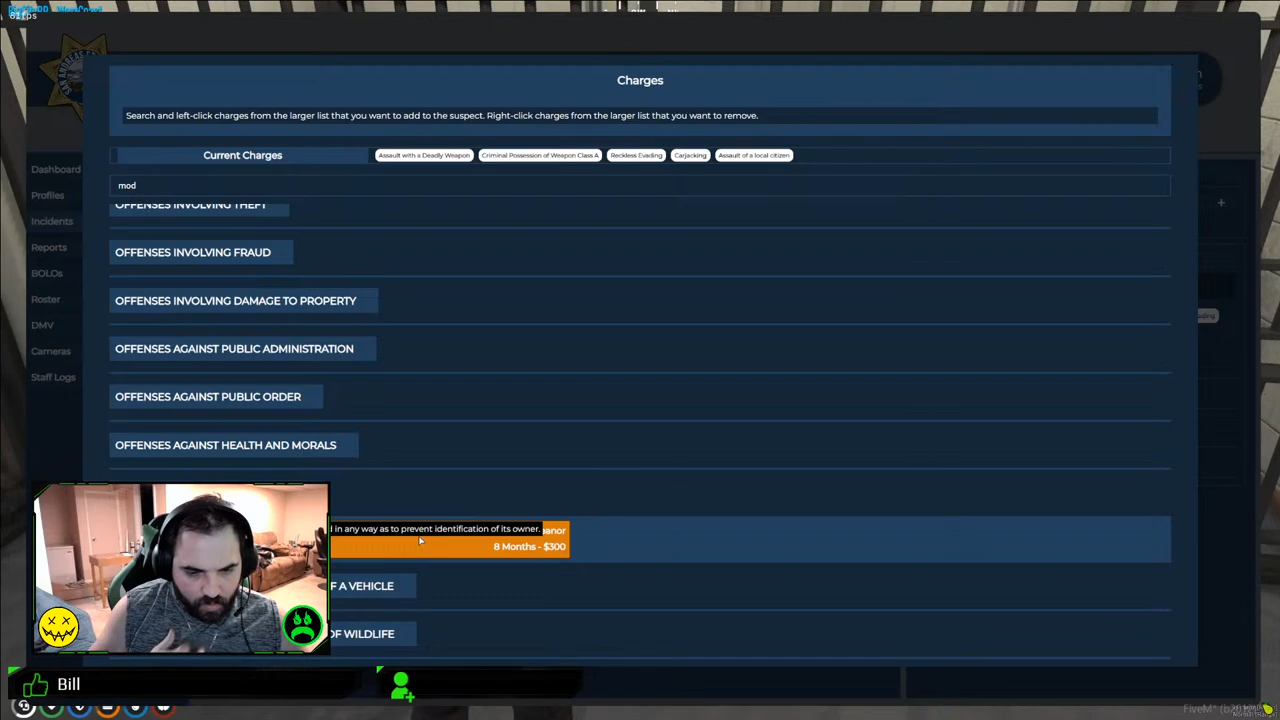 81fps
Charges
Search and left-click charges from the larger list that you want to add to the suspect. Right-click charges from the larger list that you want to remove.
Current Charges
Assault with a Deadly Weapon
Criminal Possession of Weapon Class A
Reckless Evading
Carjacking
Assault of a local citizen
mod
Dashboard
Profiles
Incidents
Reports
BOLOs
Roster
DMV
Cameras
Staff Logs
OFFENSES INVOLVING THEFT
OFFENSES INVOLVING FRAUD
OFFENSES INVOLVING DAMAGE TO PROPERTY
OFFENSES AGAINST PUBLIC ADMINISTRATION
OFFENSES AGAINST PUBLIC ORDER
OFFENSES AGAINST HEALTH AND MORALS
in any way as to prevent identification of its owner.
8 Months - $300
F A VEHICLE
OF WILDLIFE
Bill